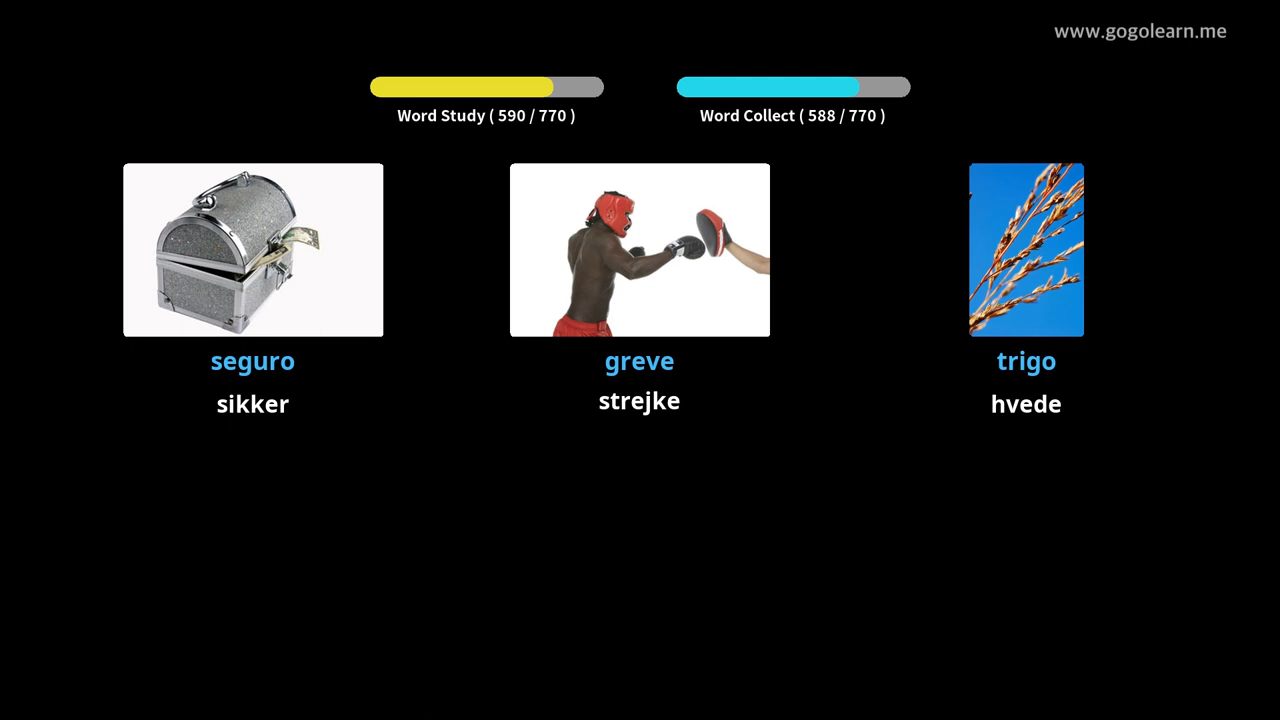 www.gogolearn.me
Word Study ( 590 / 770 )
Word Collect ( 588 / 770 )
seguro
greve
trigo
sikker
strejke
hvede